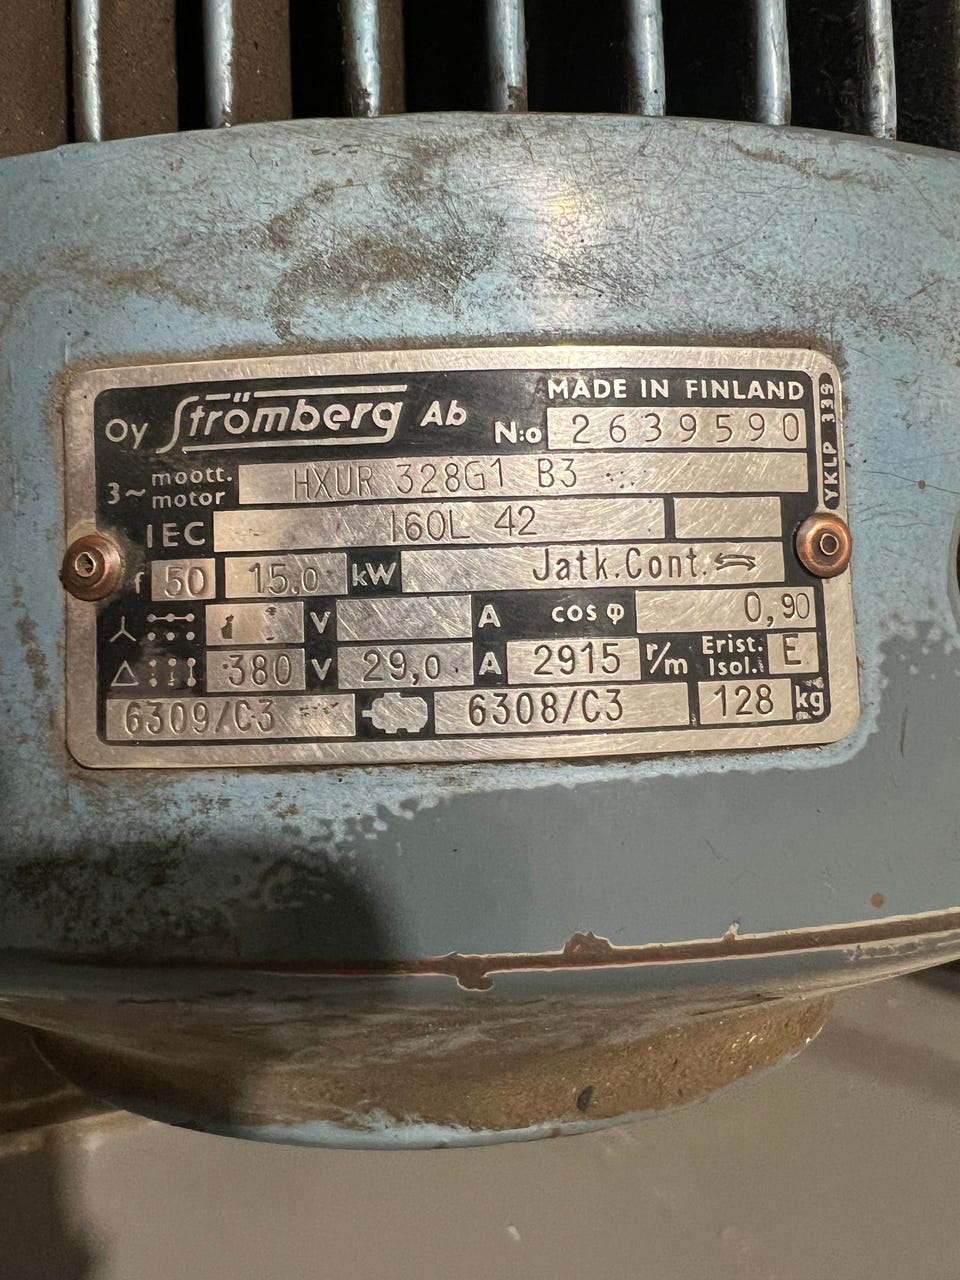 MADE IN FINLAND
Oy Strömberg Ab N:o 2639590
3~ moott. motor HXUR 328G1 B3
IEC 160L 42
f 50 15,0 kW Jatk.Cont.
V A cos φ 0,90
△ 380 V 29,0 A 2915 r/m Erist. Isol. E
6309/C3 6308/C3 128 kg
YKLP 339